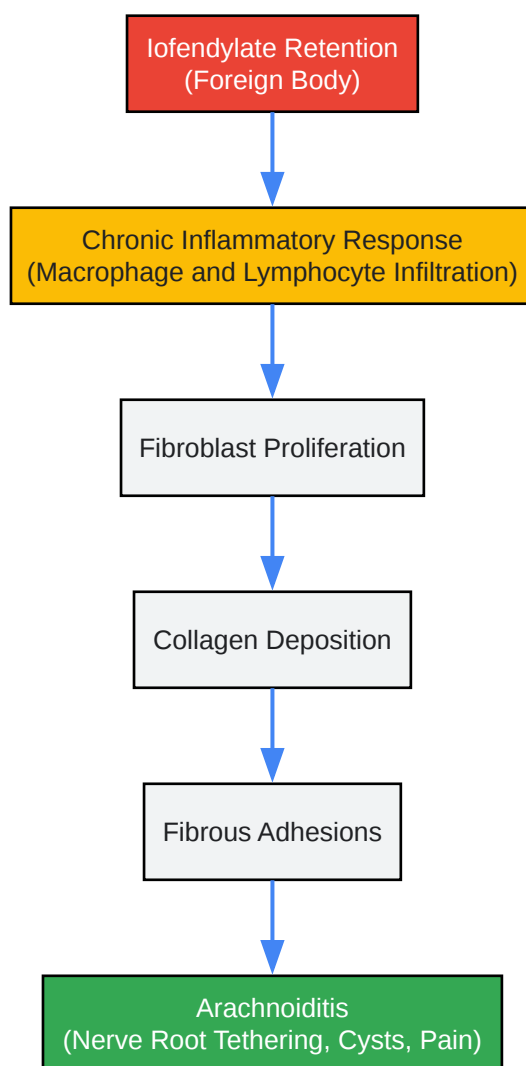 Iofendylate Retention
(Foreign Body)
Chronic Inflammatory Response
(Macrophage and Lymphocyte Infiltration)
Fibroblast Proliferation
Collagen Deposition
Fibrous Adhesions
Arachnoiditis
(Nerve Root Tethering, Cysts, Pain)